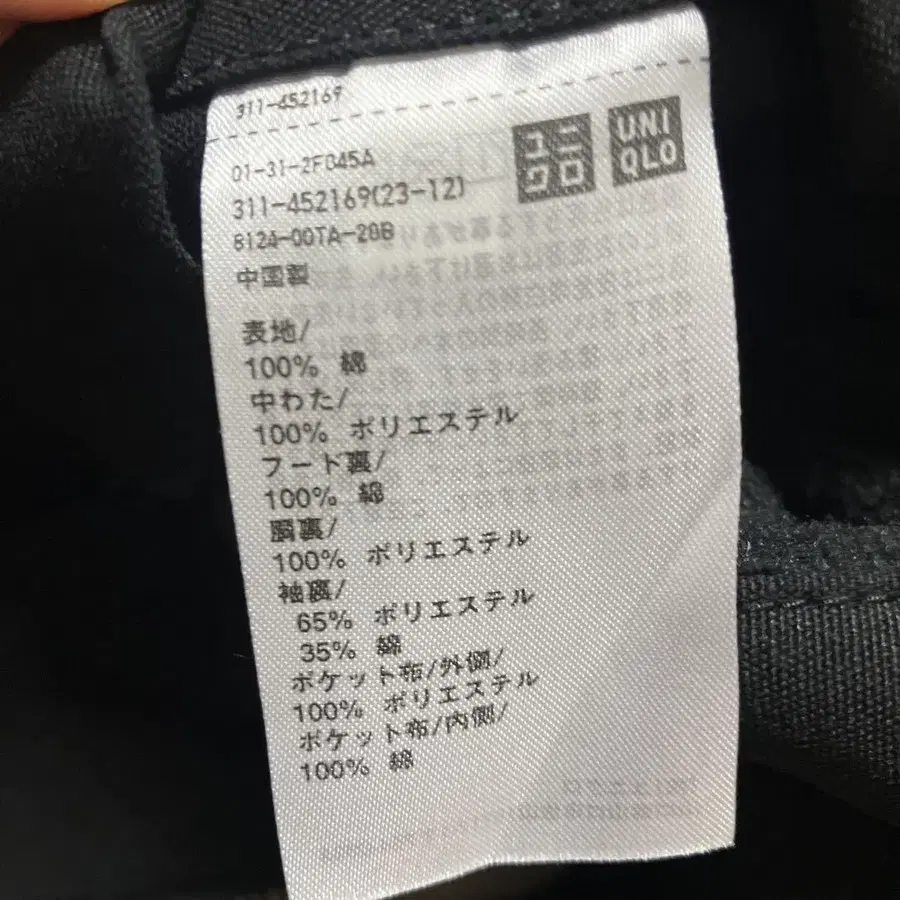 311-452169
ユニクロ
UNI
QLO
01-31-2F045A
311-452169(23-12)
8124-00TA-20B
中国製
表地/
100% 綿
中わた/
100% ポリエステル
フード裏/
100% 綿
胴裏/
100% ポリエステル
袖裏/
65% ポリエステル
35% 綿
ポケット布/外側/
100% ポリエステル
ポケット布/内側/
100% 綿